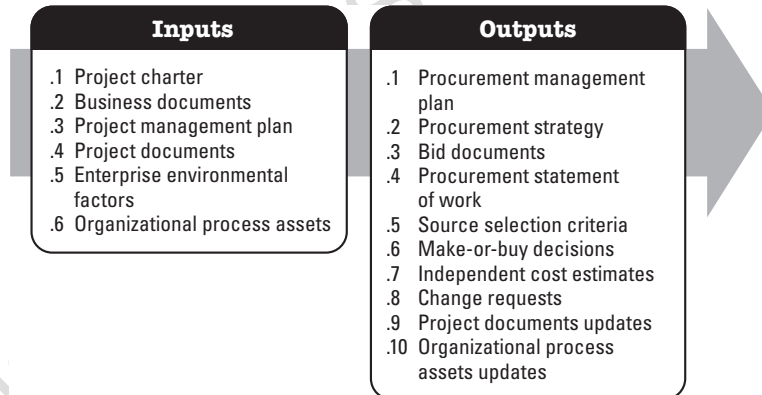 Inputs
.1 Project charter
.2 Business documents
.3 Project management plan
.4 Project documents
.5 Enterprise environmental
factors
.6 Organizational process assets
Outputs
.1 Procurement management
plan
.2 Procurement strategy
.3 Bid documents
.4 Procurement statement
of work
.5 Source selection criteria
.6 Make-or-buy decisions
.7 Independent cost estimates
.8 Change requests
.9 Project documents updates
.10 Organizational process
assets updates